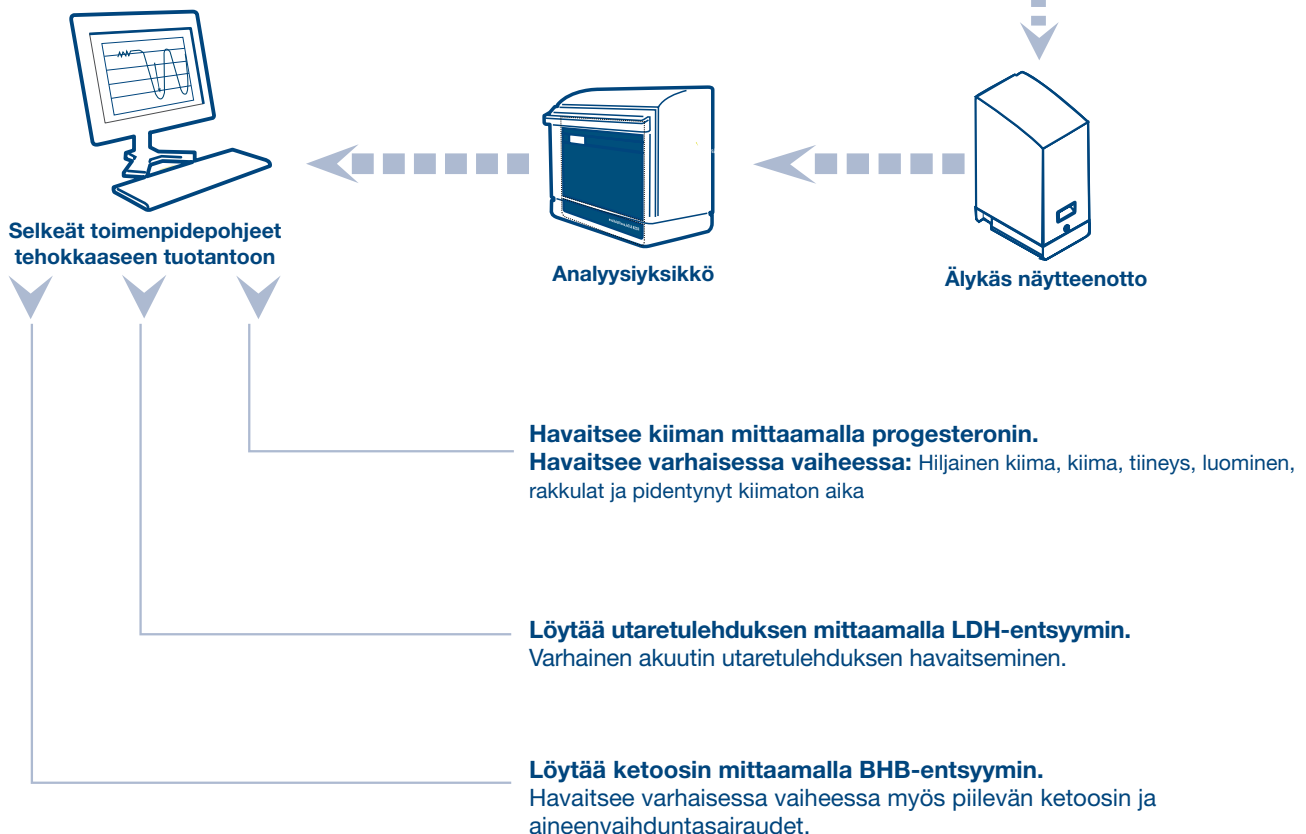 Selkeät toimenpidepohjeet
tehokkaaseen tuotantoon
Analyysiyksikkö
Älykäs näytteenotto
Havaitsee kiiman mittaamalla progesteronin.
Havaitsee varhaisessa vaiheessa: Hiljainen kiima, kiima, tiineys, luominen,
rakkulat ja pidentynyt kiimaton aika
Löytää utaretulehduksen mittaamalla LDH-entsyymin.
Varhainen akuutin utaretulehduksen havaitseminen.
Löytää ketoosin mittaamalla BHB-entsyymin.
Havaitsee varhaisessa vaiheessa myös piilevän ketoosin ja
aineenvaihduntasairaudet.